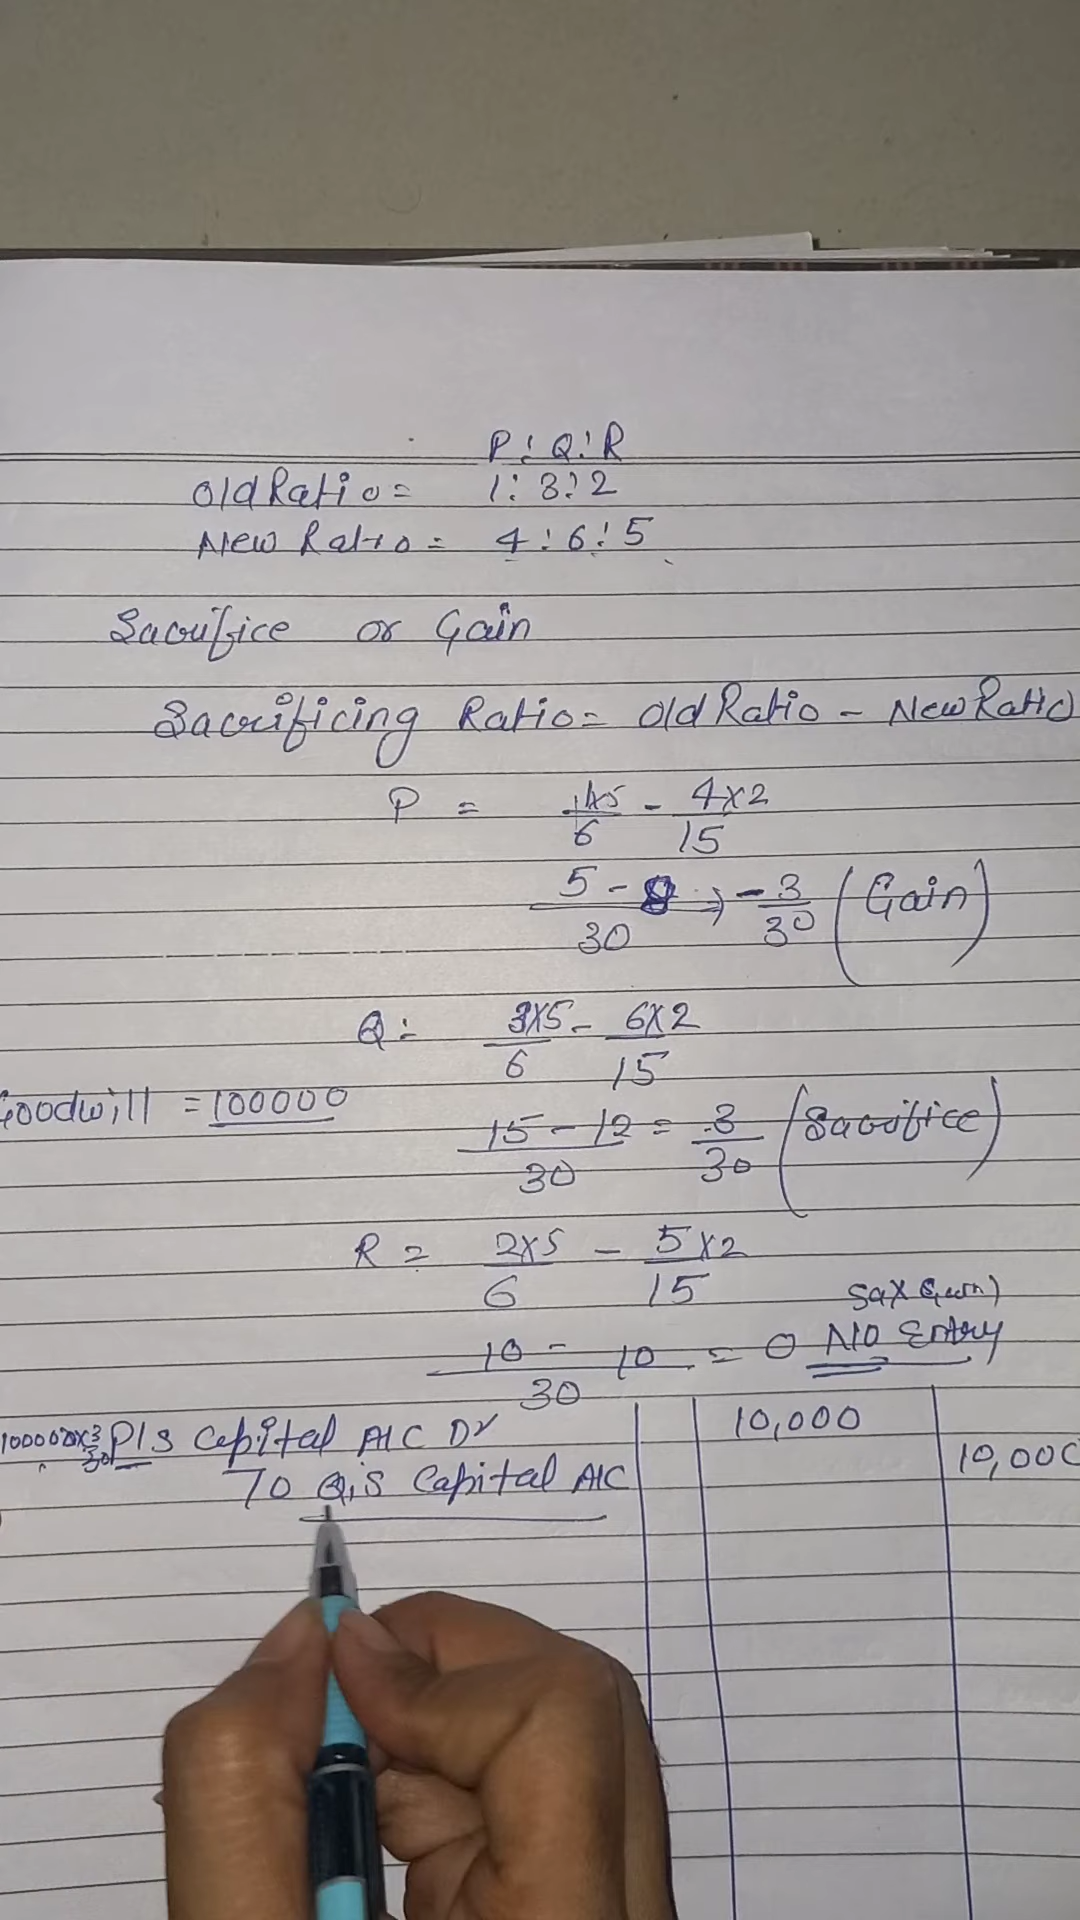 P : Q : R
Old Ratio = 1 : 3 : 2
New Ratio = 4 : 6 : 5
Sacrifice or Gain
Sacrificing Ratio = Old Ratio - New Ratio
P = 1x5/6 - 4x2/15
5 - 8/30 → -3/30 (Gain)
Q = 3x5/6 - 6x2/15
Goodwill = 100000
15 - 12/30 = 3/30 (Sacrifice)
R = 2x5/6 - 5x2/15
10 - 10/30 = 0 No Entry
100000x3/30 P's Capital A/C Dr 10,000
To Q's Capital A/C 10,000